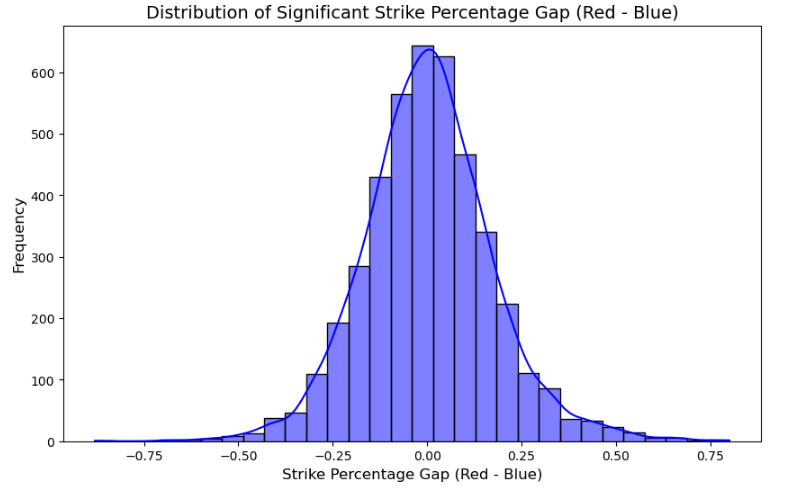 Distribution of Significant Strike Percentage Gap (Red - Blue)
Frequency
600
500
400
300
200
100
0
−0.75 −0.50 −0.25 0.00 0.25 0.50 0.75
Strike Percentage Gap (Red - Blue)